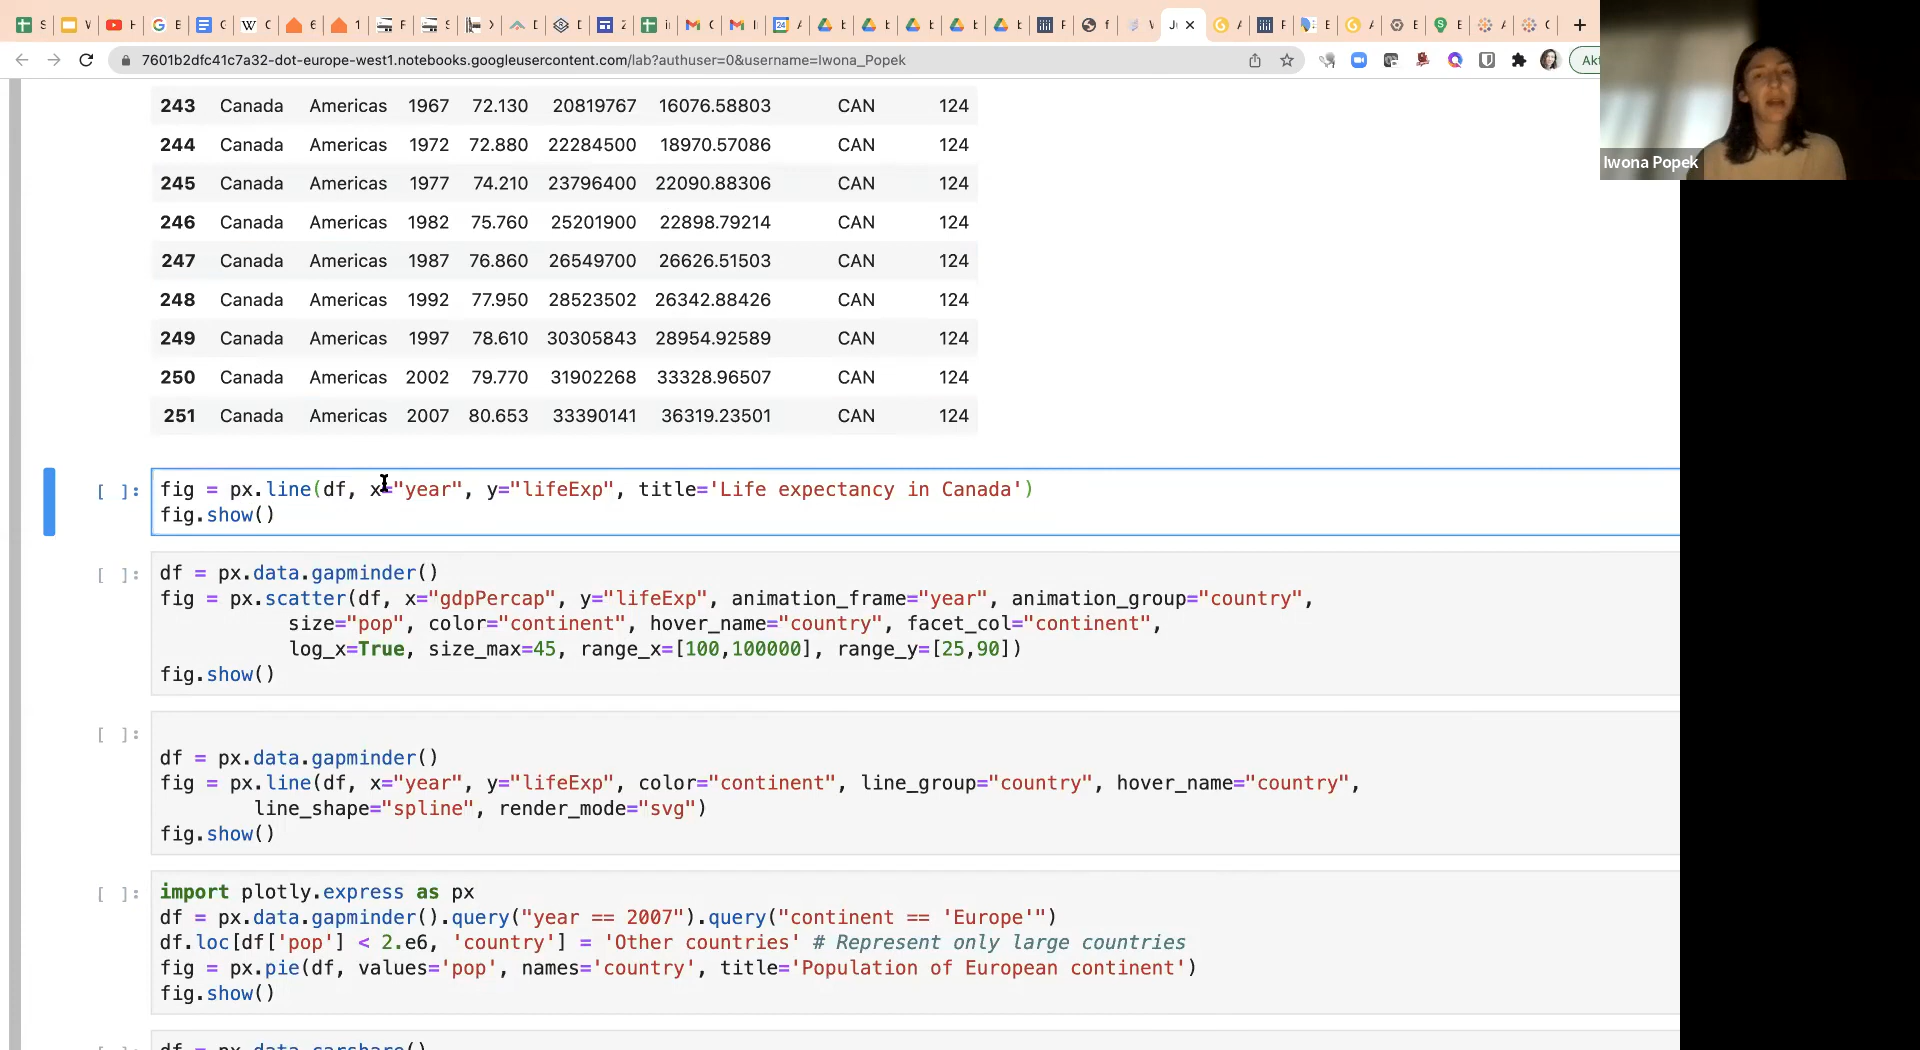 7601b2dfc41c7a32-dot-europe-west1.notebooks.googleusercontent.com/lab?authuser=0&username=Iwona_Popek
Iwona Popek
243 Canada Americas 1967 72.130 20819767 16076.58803 CAN 124
244 Canada Americas 1972 72.880 22284500 18970.57086 CAN 124
245 Canada Americas 1977 74.210 23796400 22090.88306 CAN 124
246 Canada Americas 1982 75.760 25201900 22898.79214 CAN 124
247 Canada Americas 1987 76.860 26549700 26626.51503 CAN 124
248 Canada Americas 1992 77.950 28523502 26342.88426 CAN 124
249 Canada Americas 1997 78.610 30305843 28954.92589 CAN 124
250 Canada Americas 2002 79.770 31902268 33328.96507 CAN 124
251 Canada Americas 2007 80.653 33390141 36319.23501 CAN 124
[ ]: fig = px.line(df, x="year", y="lifeExp", title='Life expectancy in Canada')
fig.show()
[ ]: df = px.data.gapminder()
fig = px.scatter(df, x="gdpPercap", y="lifeExp", animation_frame="year", animation_group="country",
size="pop", color="continent", hover_name="country", facet_col="continent",
log_x=True, size_max=45, range_x=[100,100000], range_y=[25,90])
fig.show()
[ ]:
df = px.data.gapminder()
fig = px.line(df, x="year", y="lifeExp", color="continent", line_group="country", hover_name="country",
line_shape="spline", render_mode="svg")
fig.show()
[ ]: import plotly.express as px
df = px.data.gapminder().query("year == 2007").query("continent == 'Europe'")
df.loc[df['pop'] < 2.e6, 'country'] = 'Other countries' # Represent only large countries
fig = px.pie(df, values='pop', names='country', title='Population of European continent')
fig.show()
df = px.data.carshare()